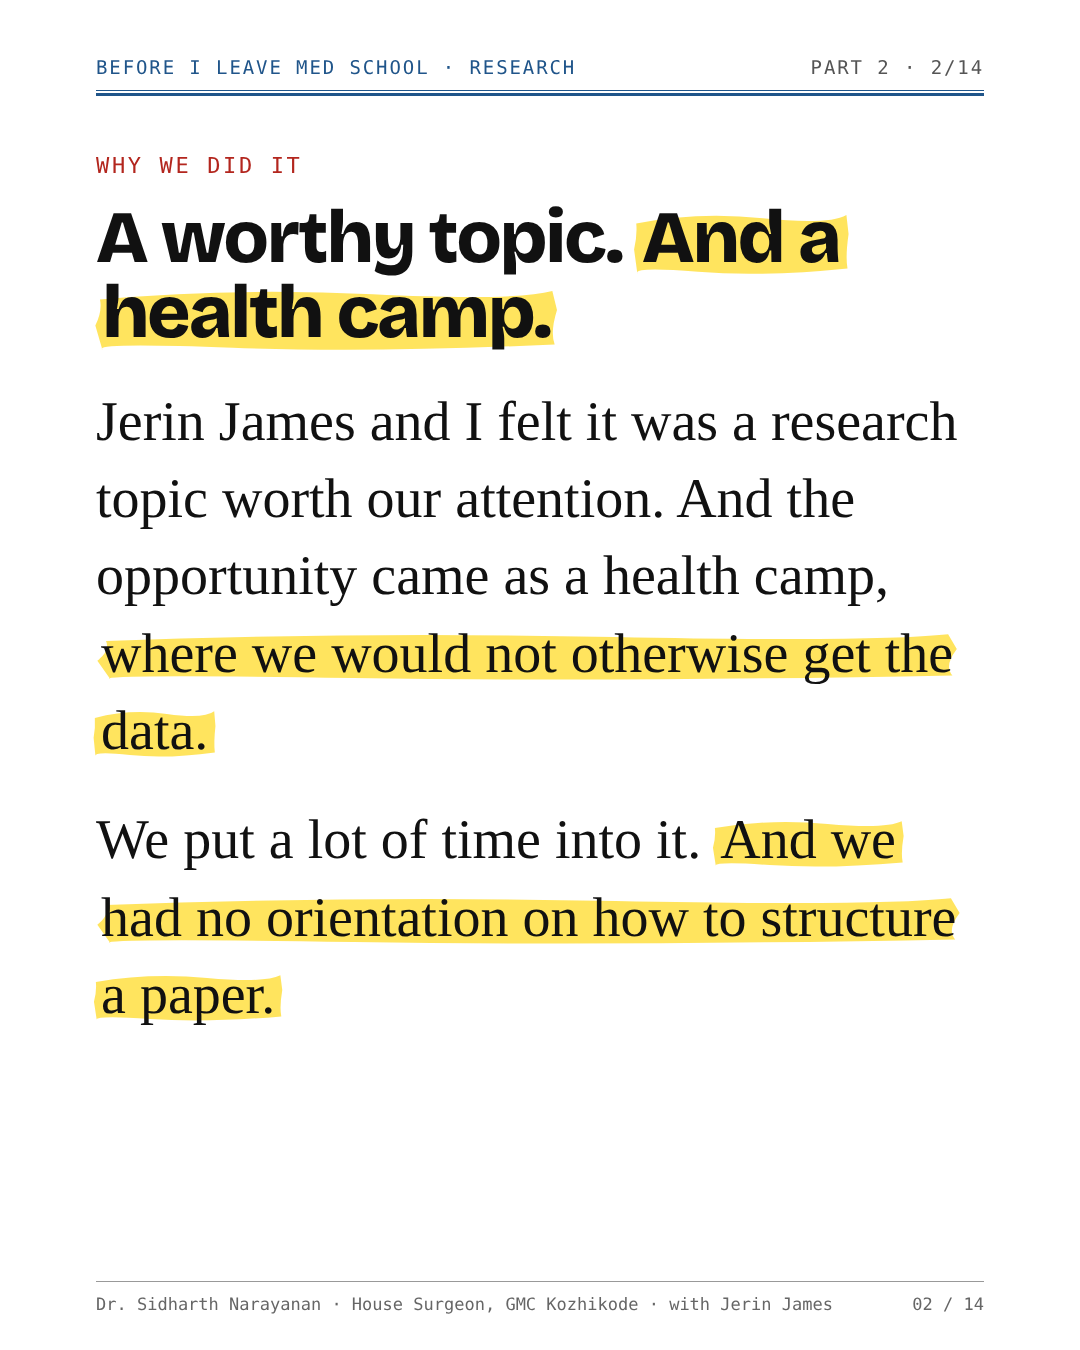 BEFORE I LEAVE MED SCHOOL · RESEARCH
PART 2 · 2/14
WHY WE DID IT
A worthy topic. And a
health camp.
Jerin James and I felt it was a research
topic worth our attention. And the
opportunity came as a health camp,
where we would not otherwise get the
data.
We put a lot of time into it. And we
had no orientation on how to structure
a paper.
Dr. Sidharth Narayanan · House Surgeon, GMC Kozhikode · with Jerin James
02 / 14